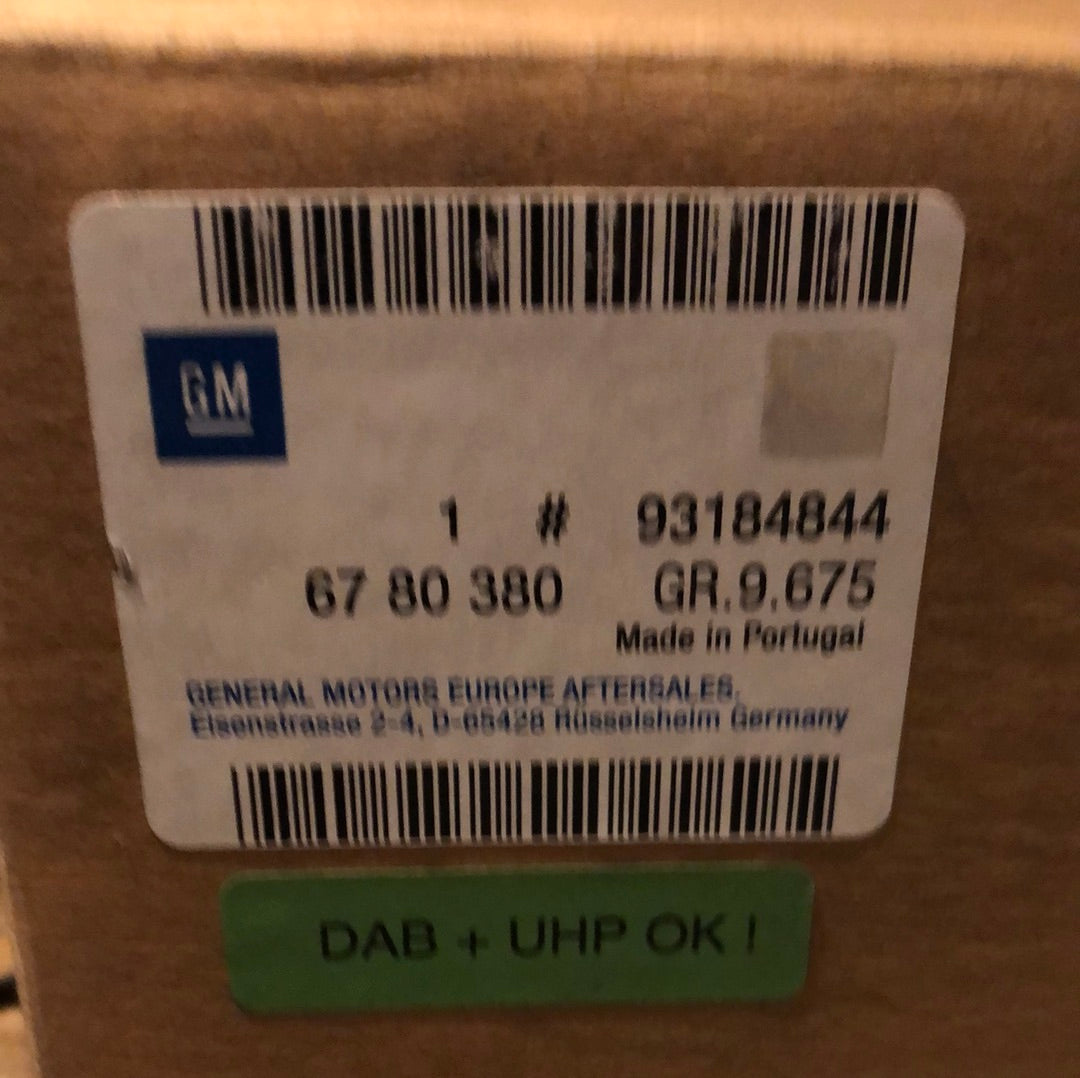 GM
1 # 93184844
67 80 380 GR.9.675
Made in Portugal
GENERAL MOTORS EUROPE AFTERSALES.
Eisenstrasse 2-4, D-65428 Rüsselsheim Germany
DAB + UHP OK !